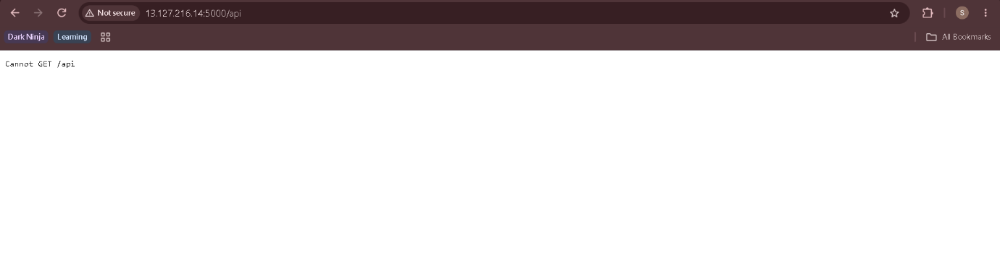 Not secure 13.127.216.14:5000/api S
Dark Ninja Learning All Bookmarks
Cannot GET /api